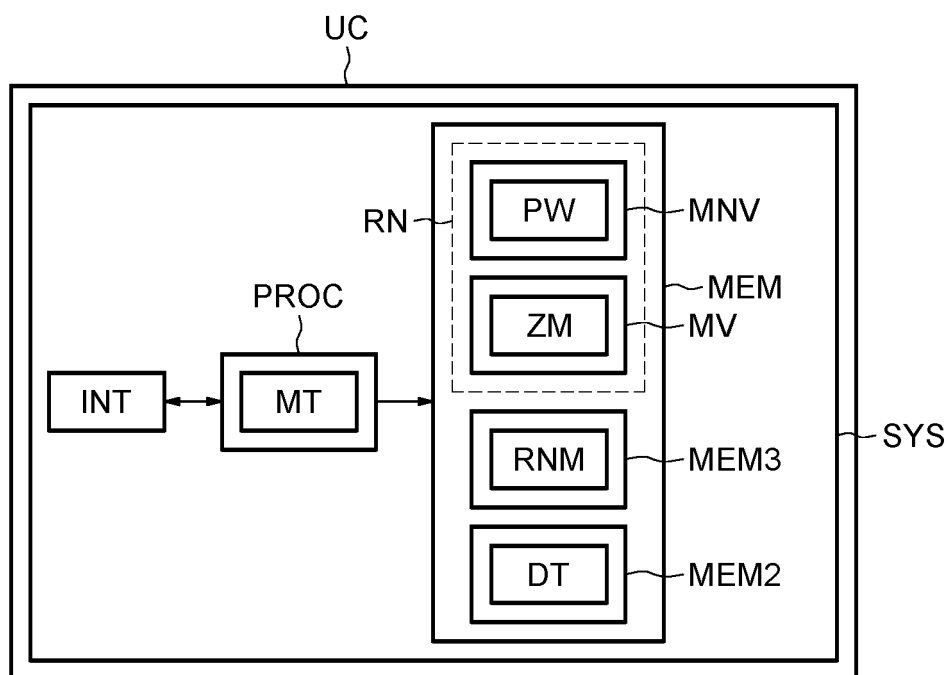 UC
PW
RN
MNV
PROC
MEM
ZM
MV
INT
MT
SYS
RNM
MEM3
DT
MEM2